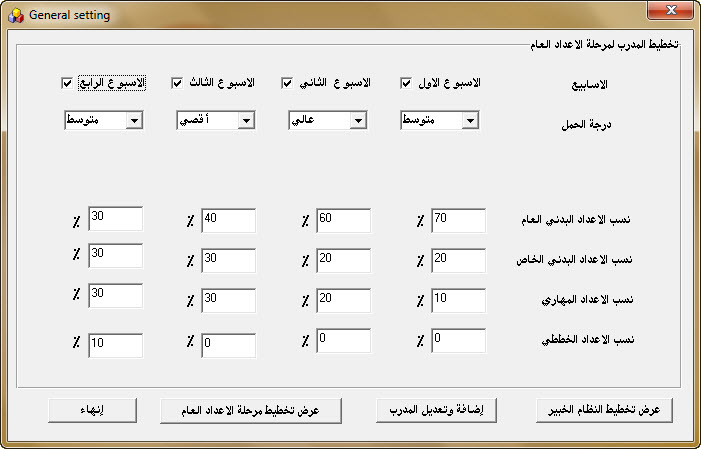 General setting
تخطيط المدرب لمرحلة الاعداد العام
الاسابيع الاسبوع الاول الاسبوع الثاني الاسبوع الثالث الاسبوع الرابع
درجة الحمل متوسط عالي أقصي متوسط
نسب الاعداد البدني العام 70 % 60 % 40 % 30 %
نسب الاعداد البدني الخاص 20 % 20 % 30 % 30 %
نسب الاعداد المهاري 10 % 20 % 30 % 30 %
نسب الاعداد الخططي 0 % 0 % 0 % 10 %
عرض تخطيط النظام الخبير إضافة وتعديل المدرب عرض تخطيط مرحلة الاعداد العام إنهاء